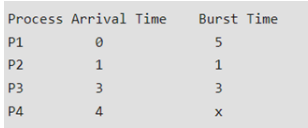 Process Arrival Time Burst Time
P1 0 5
P2 1 1
P3 3 3
P4 4 x